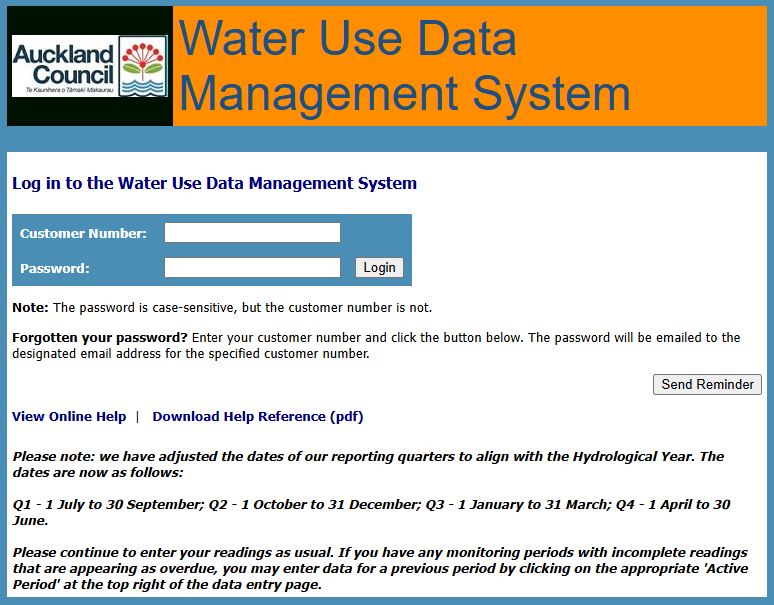 Auckland
Council
Te Kaunihera o Tāmaki Makaurau
Water Use Data
Management System
Log in to the Water Use Data Management System
Customer Number:
Password:
Login
Note: The password is case-sensitive, but the customer number is not.
Forgotten your password? Enter your customer number and click the button below. The password will be emailed to the
designated email address for the specified customer number.
Send Reminder
View Online Help | Download Help Reference (pdf)
Please note: we have adjusted the dates of our reporting quarters to align with the Hydrological Year. The
dates are now as follows:
Q1 - 1 July to 30 September; Q2 - 1 October to 31 December; Q3 - 1 January to 31 March; Q4 - 1 April to 30
June.
Please continue to enter your readings as usual. If you have any monitoring periods with incomplete readings
that are appearing as overdue, you may enter data for a previous period by clicking on the appropriate 'Active
Period' at the top right of the data entry page.